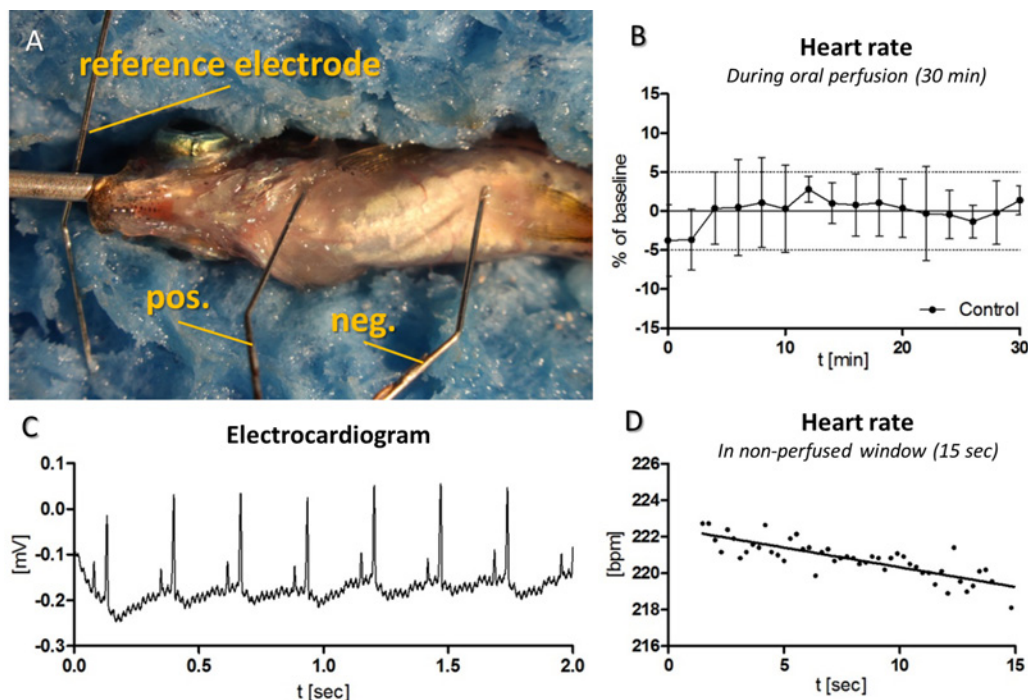 A
reference electrode
pos.
neg.
B
Heart rate
During oral perfusion (30 min)
% of baseline
15
10
5
0
-5
-10
-15
Control
0
10
20
30
t [min]
C
Electrocardiogram
[mV]
0.1
0.0
-0.1
-0.2
-0.3
0.0
0.5
1.0
1.5
2.0
t [sec]
D
Heart rate
In non-perfused window (15 sec)
[bpm]
226
224
222
220
218
216
0
5
10
15
t [sec]